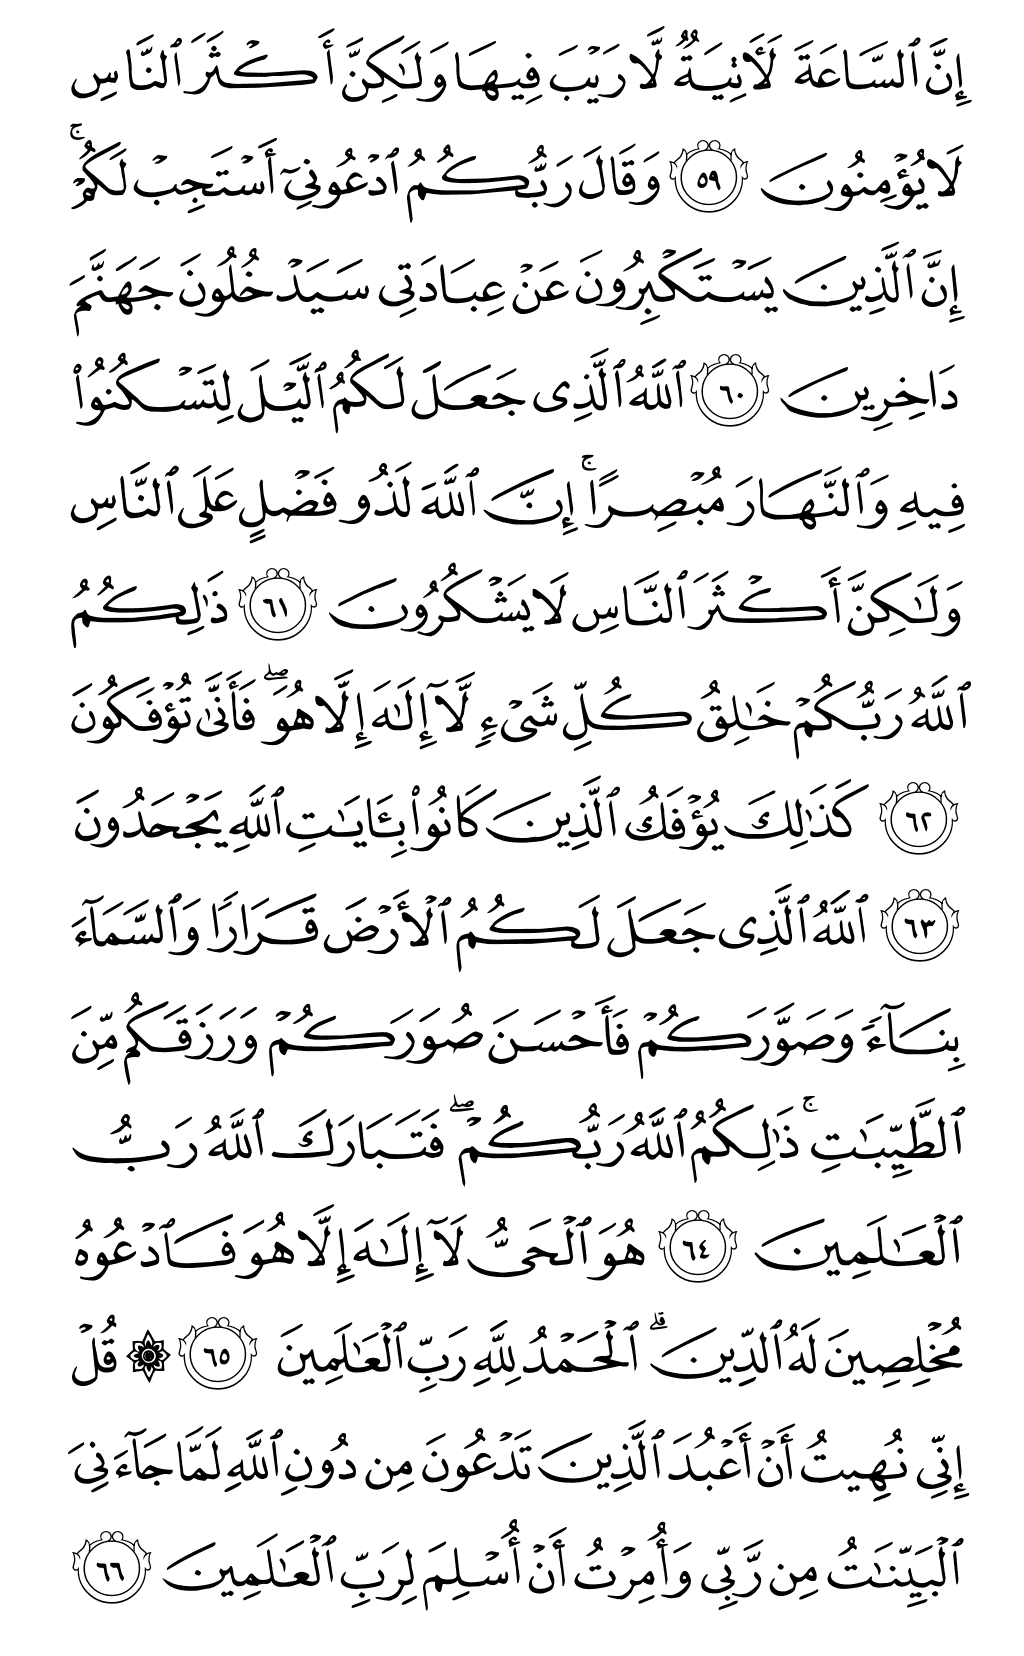 إِنَّ ٱلسَّاعَةَ لَـَٔاتِيَةٌ لَّا رَيۡبَ فِيهَا وَلَٰكِنَّ أَكۡثَرَ ٱلنَّاسِ
لَا يُؤۡمِنُونَ ٥٩ وَقَالَ رَبُّكُمُ ٱدۡعُونِيٓ أَسۡتَجِبۡ لَكُمۡۚ
إِنَّ ٱلَّذِينَ يَسۡتَكۡبِرُونَ عَنۡ عِبَادَتِي سَيَدۡخُلُونَ جَهَنَّمَ
دَاخِرِينَ ٦٠ ٱللَّهُ ٱلَّذِي جَعَلَ لَكُمُ ٱلَّيۡلَ لِتَسۡكُنُواْ
فِيهِ وَٱلنَّهَارَ مُبۡصِرًاۚ إِنَّ ٱللَّهَ لَذُو فَضۡلٍ عَلَى ٱلنَّاسِ
وَلَٰكِنَّ أَكۡثَرَ ٱلنَّاسِ لَا يَشۡكُرُونَ ٦١ ذَٰلِكُمُ
ٱللَّهُ رَبُّكُمۡ خَٰلِقُ كُلِّ شَيۡءٖ لَّآ إِلَٰهَ إِلَّا هُوَۖ فَأَنَّىٰ تُؤۡفَكُونَ
٦٢ كَذَٰلِكَ يُؤۡفَكُ ٱلَّذِينَ كَانُواْ بِـَٔايَٰتِ ٱللَّهِ يَجۡحَدُونَ
٦٣ ٱللَّهُ ٱلَّذِي جَعَلَ لَكُمُ ٱلۡأَرۡضَ قَرَارٗا وَٱلسَّمَآءَ
بِنَآءٗ وَصَوَّرَكُمۡ فَأَحۡسَنَ صُوَرَكُمۡ وَرَزَقَكُم مِّنَ
ٱلطَّيِّبَٰتِۚ ذَٰلِكُمُ ٱللَّهُ رَبُّكُمۡۖ فَتَبَارَكَ ٱللَّهُ رَبُّ
ٱلۡعَٰلَمِينَ ٦٤ هُوَ ٱلۡحَيُّ لَآ إِلَٰهَ إِلَّا هُوَ فَٱدۡعُوهُ
مُخۡلِصِينَ لَهُ ٱلدِّينَۗ ٱلۡحَمۡدُ لِلَّهِ رَبِّ ٱلۡعَٰلَمِينَ ٦٥ ۞ قُلۡ
إِنِّي نُهِيتُ أَنۡ أَعۡبُدَ ٱلَّذِينَ تَدۡعُونَ مِن دُونِ ٱللَّهِ لَمَّا جَآءَنِيَ
ٱلۡبَيِّنَٰتُ مِن رَّبِّي وَأُمِرۡتُ أَنۡ أُسۡلِمَ لِرَبِّ ٱلۡعَٰلَمِينَ ٦٦